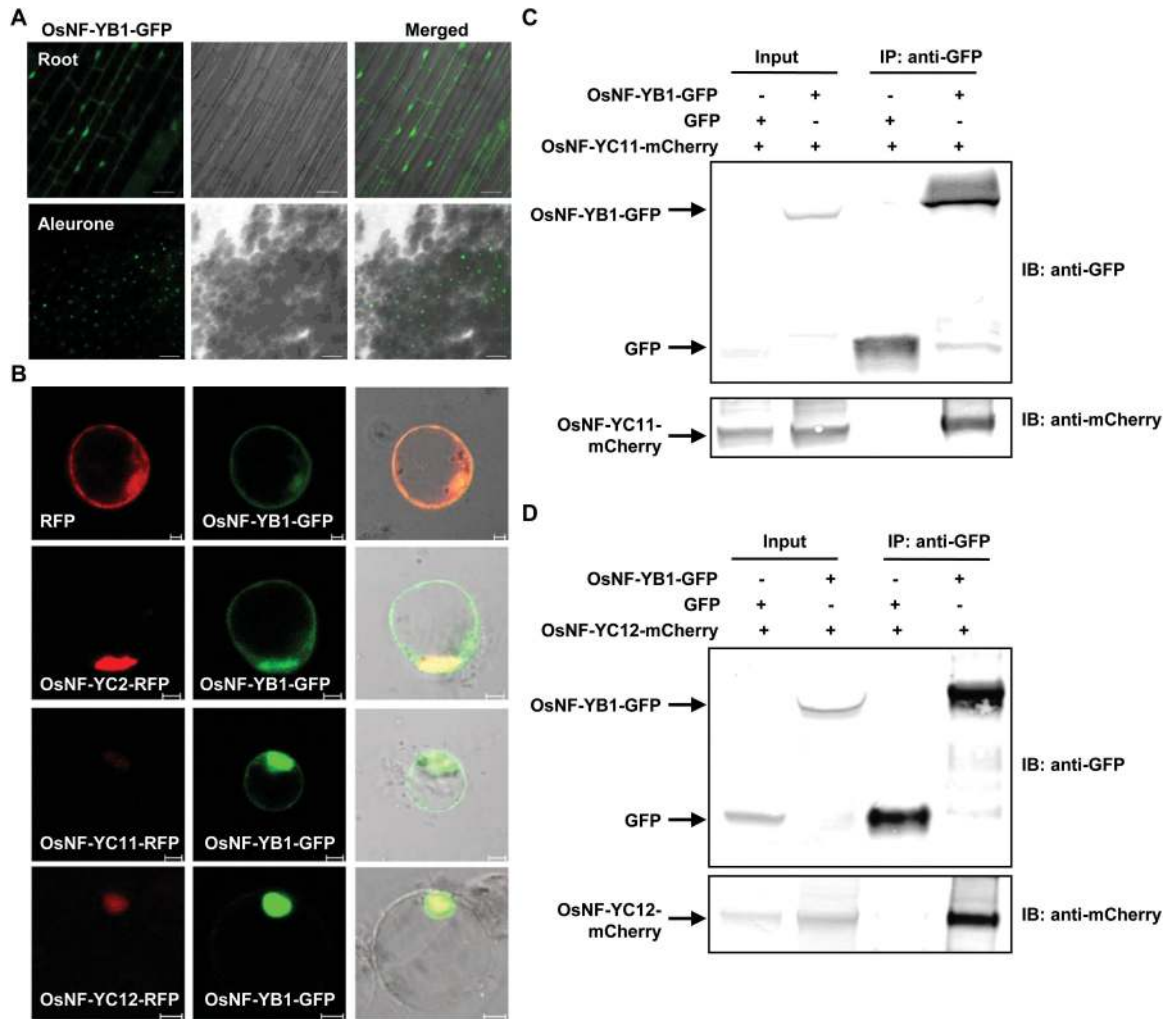 A
OsNF-YB1-GFP
Merged
Root
Aleurone
B
RFP
OsNF-YB1-GFP
OsNF-YC2-RFP
OsNF-YB1-GFP
OsNF-YC11-RFP
OsNF-YB1-GFP
OsNF-YC12-RFP
OsNF-YB1-GFP
C
Input
IP: anti-GFP
OsNF-YB1-GFP - + - +
GFP + - + -
OsNF-YC11-mCherry + + + +
OsNF-YB1-GFP
IB: anti-GFP
GFP
OsNF-YC11-
mCherry
IB: anti-mCherry
D
Input
IP: anti-GFP
OsNF-YB1-GFP - + - +
GFP + - + -
OsNF-YC12-mCherry + + + +
OsNF-YB1-GFP
IB: anti-GFP
GFP
OsNF-YC12-
mCherry
IB: anti-mCherry